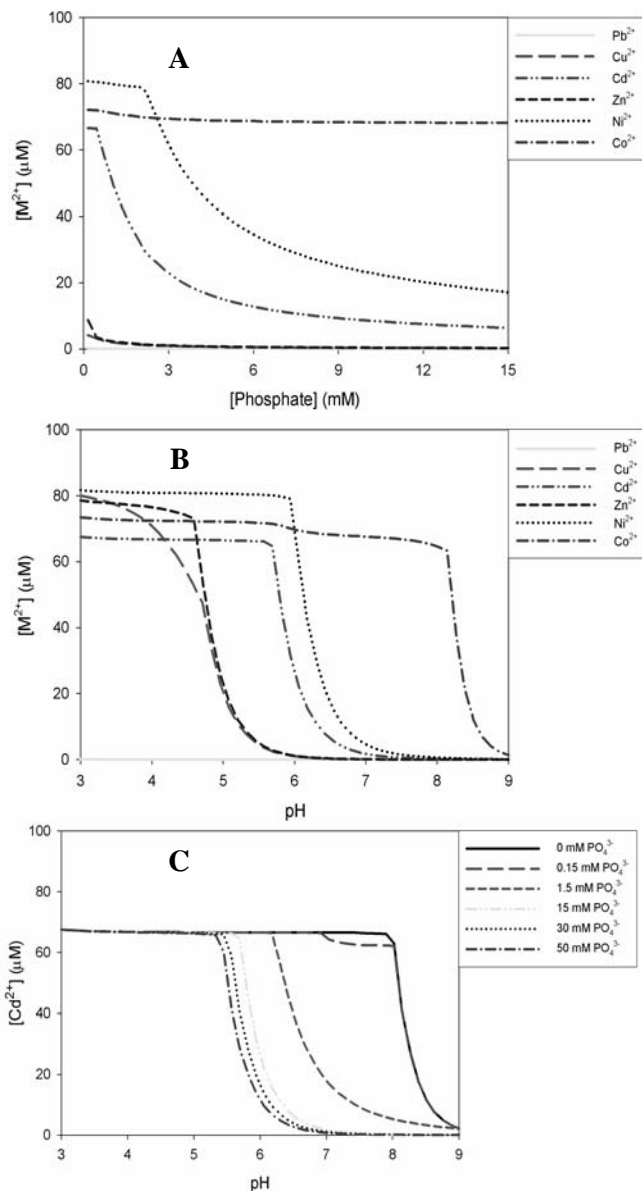 A
100
80
60
40
20
0
[M²⁺] (µM)
0 3 6 9 12 15
[Phosphate] (mM)
Pb²⁺
Cu²⁺
Cd²⁺
Zn²⁺
Ni²⁺
Co²⁺
B
100
80
60
40
20
0
[M²⁺] (µM)
3 4 5 6 7 8 9
pH
Pb²⁺
Cu²⁺
Cd²⁺
Zn²⁺
Ni²⁺
Co²⁺
C
100
80
60
40
20
0
[Cd²⁺] (µM)
3 4 5 6 7 8 9
pH
0 mM PO₄³⁻
0.15 mM PO₄³⁻
1.5 mM PO₄³⁻
15 mM PO₄³⁻
30 mM PO₄³⁻
50 mM PO₄³⁻